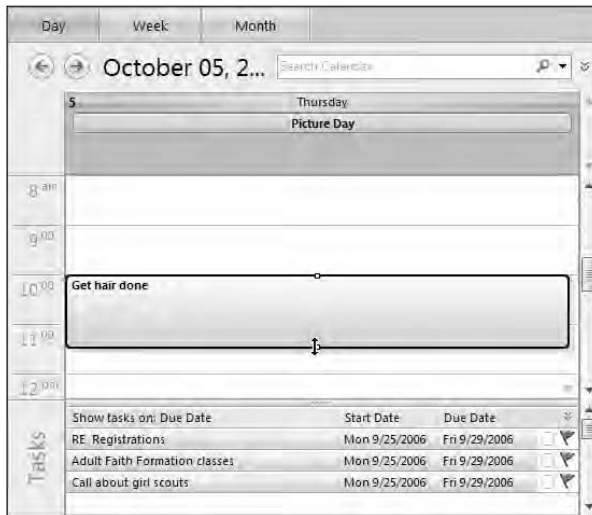 Day Week Month
October 05, 2... Search Calendar
5 Thursday
Picture Day
8 am
9 00
10 00 Get hair done
11 00
12 pm
Tasks
Show tasks on: Due Date Start Date Due Date
RE Registrations Mon 9/25/2006 Fri 9/29/2006
Adult Faith Formation classes Mon 9/25/2006 Fri 9/29/2006
Call about girl scouts Mon 9/25/2006 Fri 9/29/2006